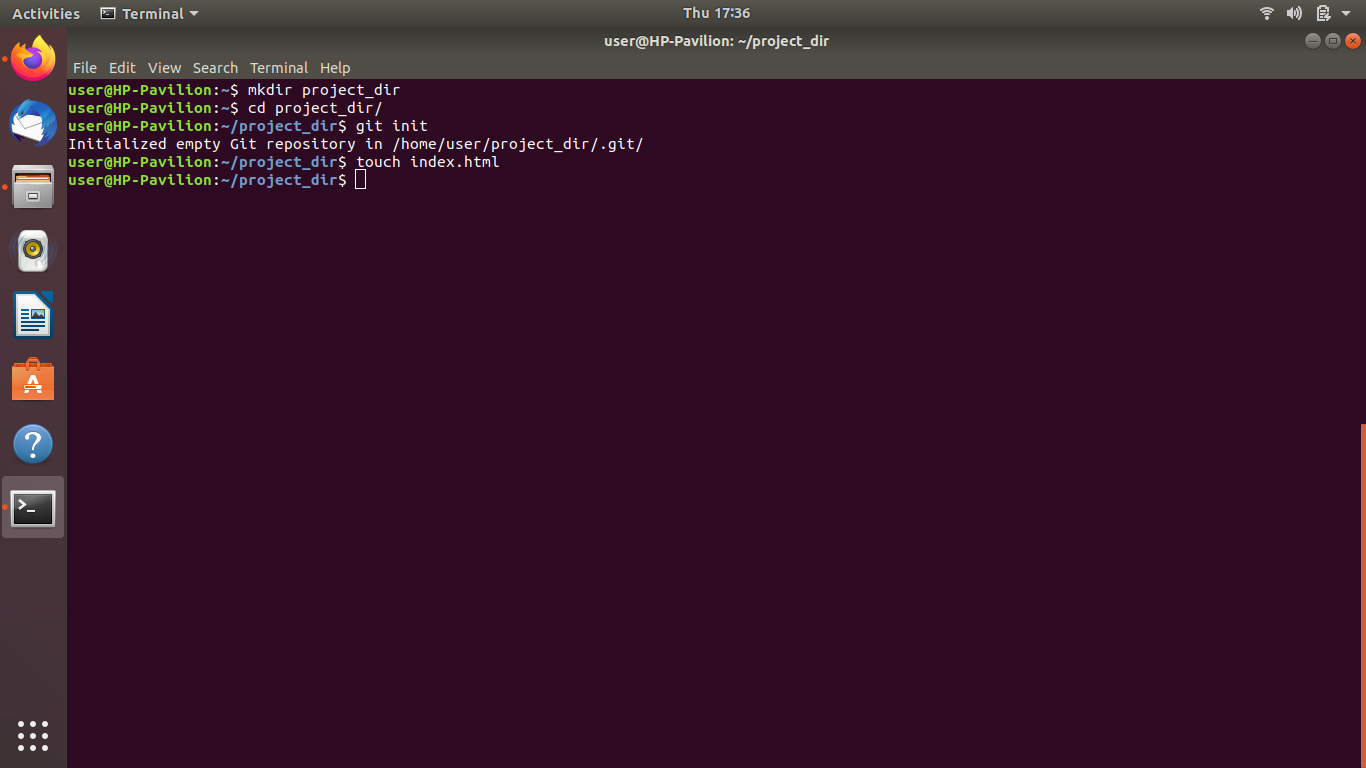 Activities Terminal Thu 17:36
user@HP-Pavilion: ~/project_dir
File Edit View Search Terminal Help
user@HP-Pavilion:~$ mkdir project_dir
user@HP-Pavilion:~$ cd project_dir/
user@HP-Pavilion:~/project_dir$ git init
Initialized empty Git repository in /home/user/project_dir/.git/
user@HP-Pavilion:~/project_dir$ touch index.html
user@HP-Pavilion:~/project_dir$